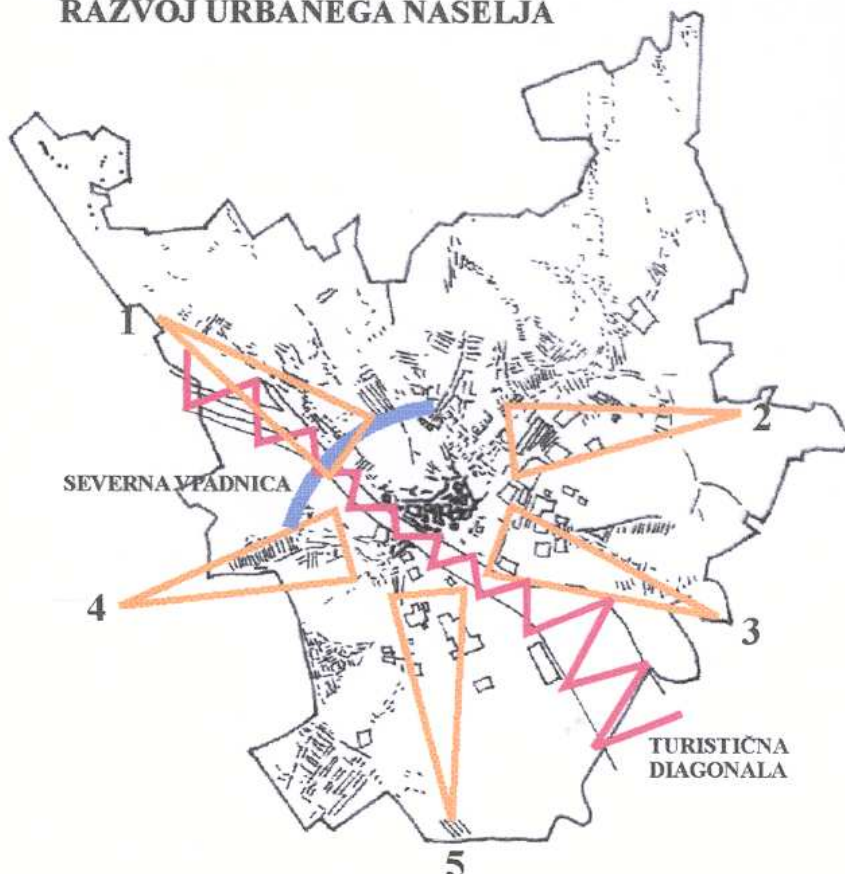 RAZVOJ URBANEGA NASELJA
1
2
SEVERNA VPADNICA
4
3
TURISTIČNA
DIAGONALA
5